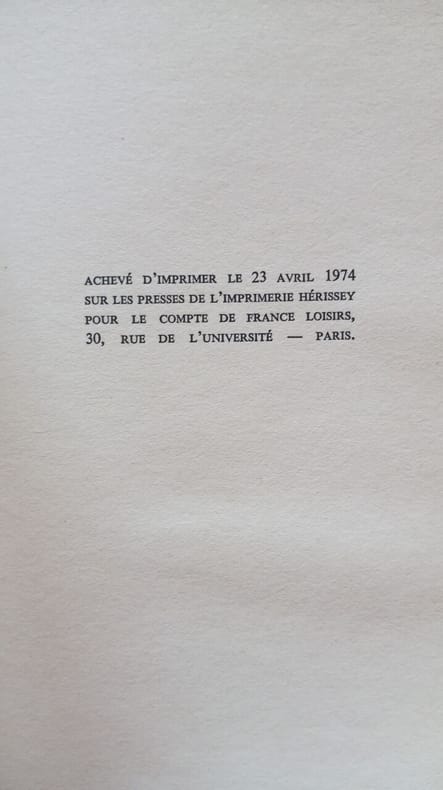 ACHEVÉ D'IMPRIMER LE 23 AVRIL 1974
SUR LES PRESSES DE L'IMPRIMERIE HÉRISSEY
POUR LE COMPTE DE FRANCE LOISIRS,
30, RUE DE L'UNIVERSITÉ — PARIS.